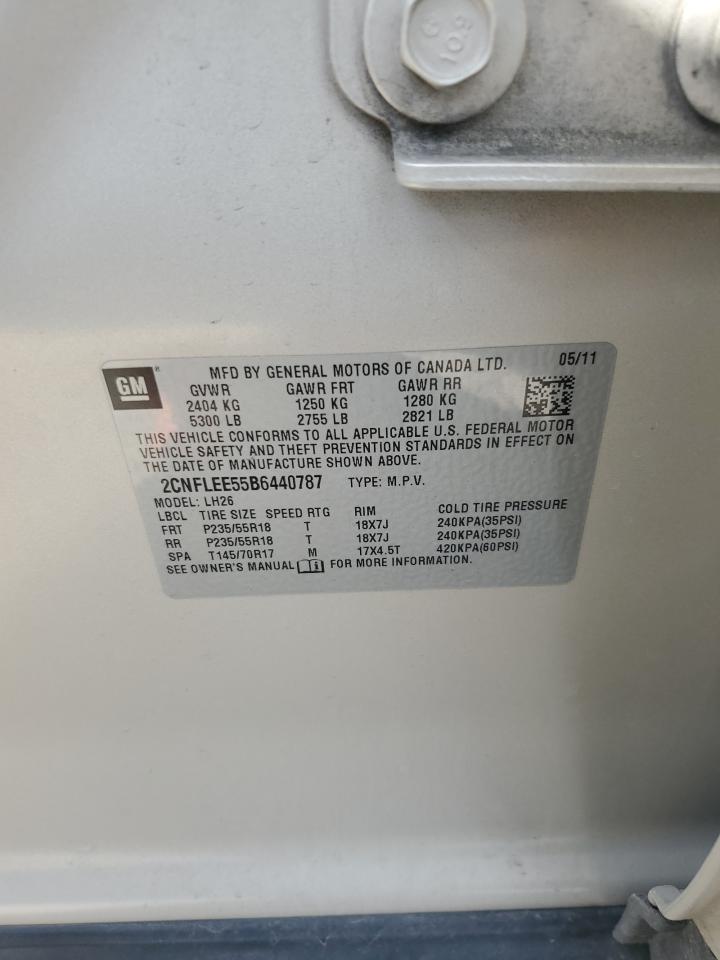 G
10.9
GM
®
MFD BY GENERAL MOTORS OF CANADA LTD. 05/11
GVWR GAWR FRT GAWR RR
2404 KG 1250 KG 1280 KG
5300 LB 2755 LB 2821 LB
THIS VEHICLE CONFORMS TO ALL APPLICABLE U.S. FEDERAL MOTOR
VEHICLE SAFETY AND THEFT PREVENTION STANDARDS IN EFFECT ON
THE DATE OF MANUFACTURE SHOWN ABOVE.
2CNFLEE55B6440787 TYPE: M.P.V.
MODEL: LH26
LBCL TIRE SIZE SPEED RTG RIM COLD TIRE PRESSURE
FRT P235/55R18 T 18X7J 240KPA(35PSI)
RR P235/55R18 T 18X7J 240KPA(35PSI)
SPA T145/70R17 M 17X4.5T 420KPA(60PSI)
SEE OWNER'S MANUAL i FOR MORE INFORMATION.